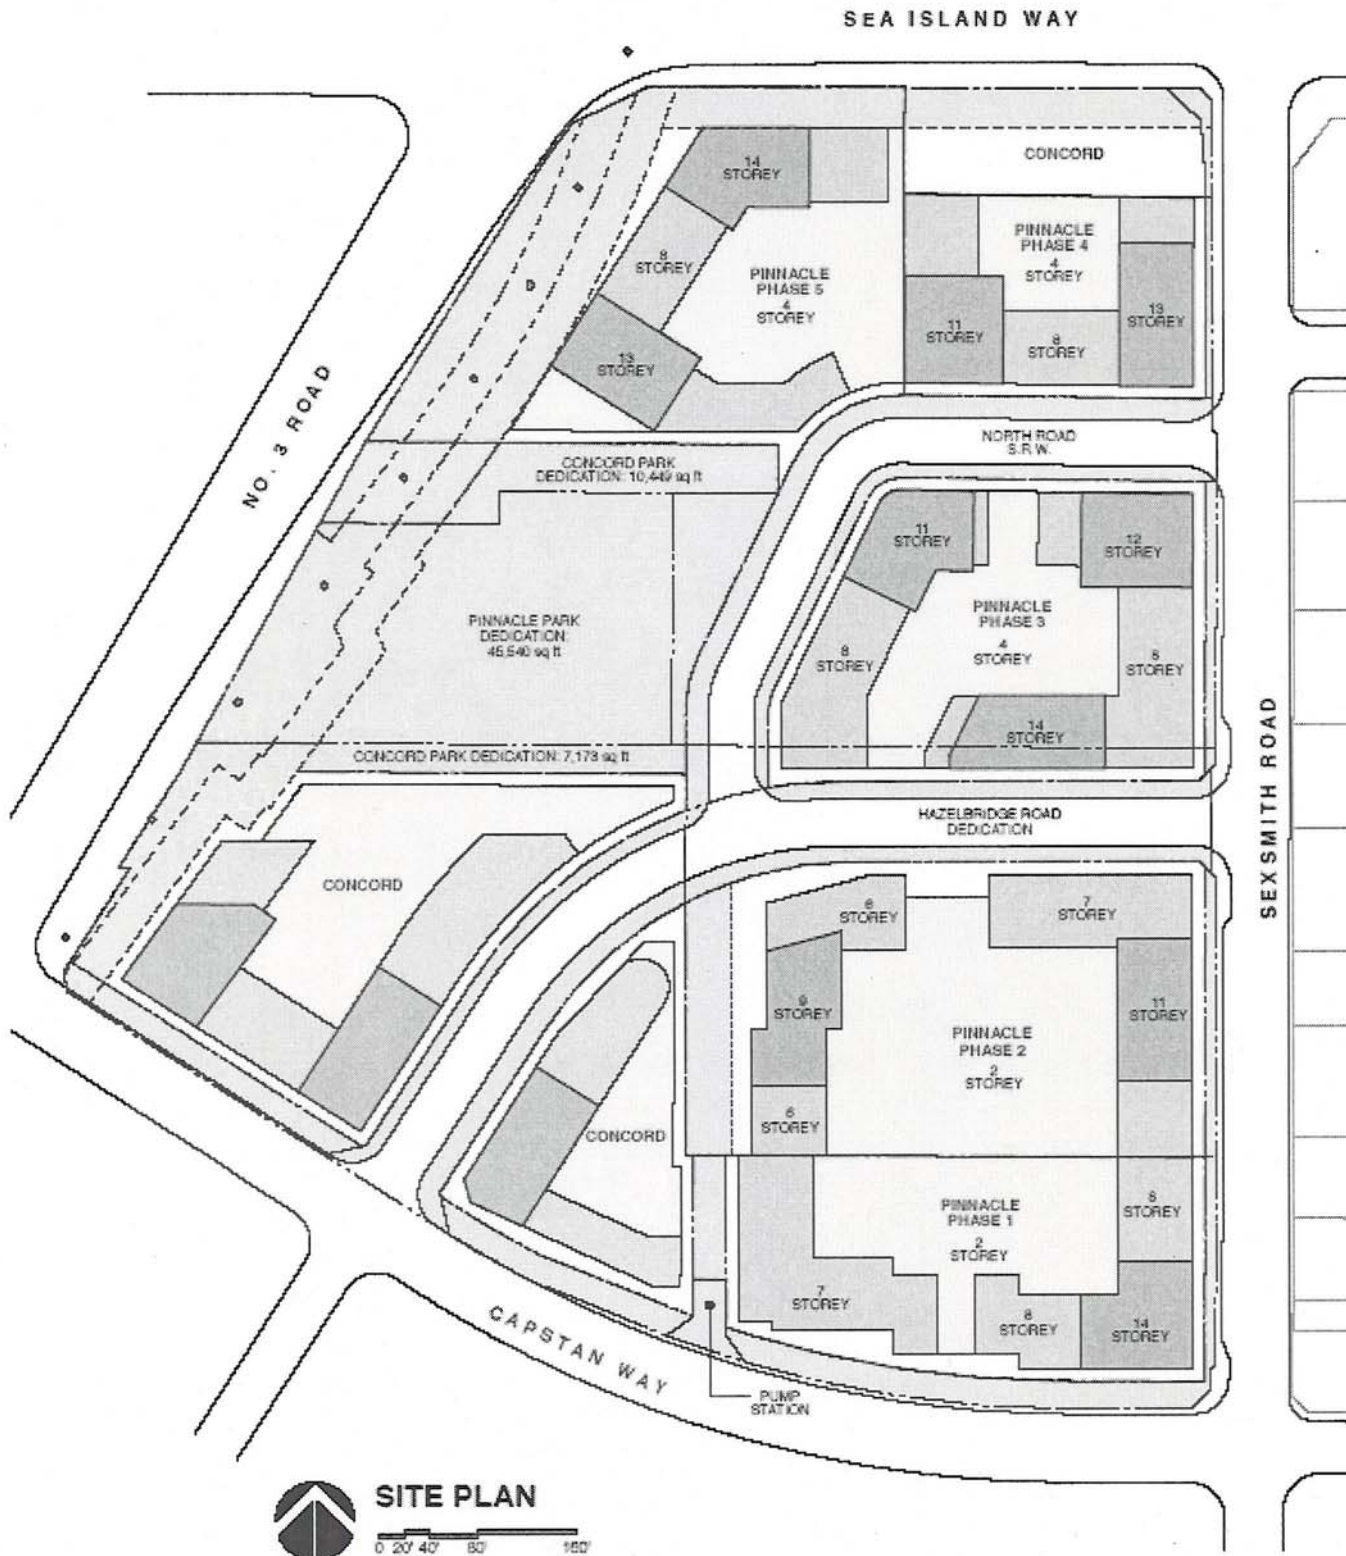 SEA ISLAND WAY
CONCORD
14
STOREY
PINNACLE
PHASE 4
4
STOREY
8
STOREY
PINNACLE
PHASE 5
4
STOREY
13
STOREY
11
STOREY
8
STOREY
13
STOREY
NO. 3 ROAD
NORTH ROAD
S.R.W.
CONCORD PARK
DEDICATION: 10,449 sq ft
11
STOREY
12
STOREY
PINNACLE
PHASE 3
4
STOREY
PINNACLE PARK
DEDICATION:
45,540 sq ft
8
STOREY
8
STOREY
14
STOREY
SEXSMITH ROAD
CONCORD PARK DEDICATION: 7,173 sq ft
HAZELBRIDGE ROAD
DEDICATION
CONCORD
6
STOREY
7
STOREY
9
STOREY
11
STOREY
PINNACLE
PHASE 2
2
STOREY
6
STOREY
CONCORD
PINNACLE
PHASE 1
2
STOREY
STOREY
7
STOREY
8
STOREY
14
STOREY
CAPSTAN WAY
PUMP
STATION
SITE PLAN
0 20' 40' 80' 160'